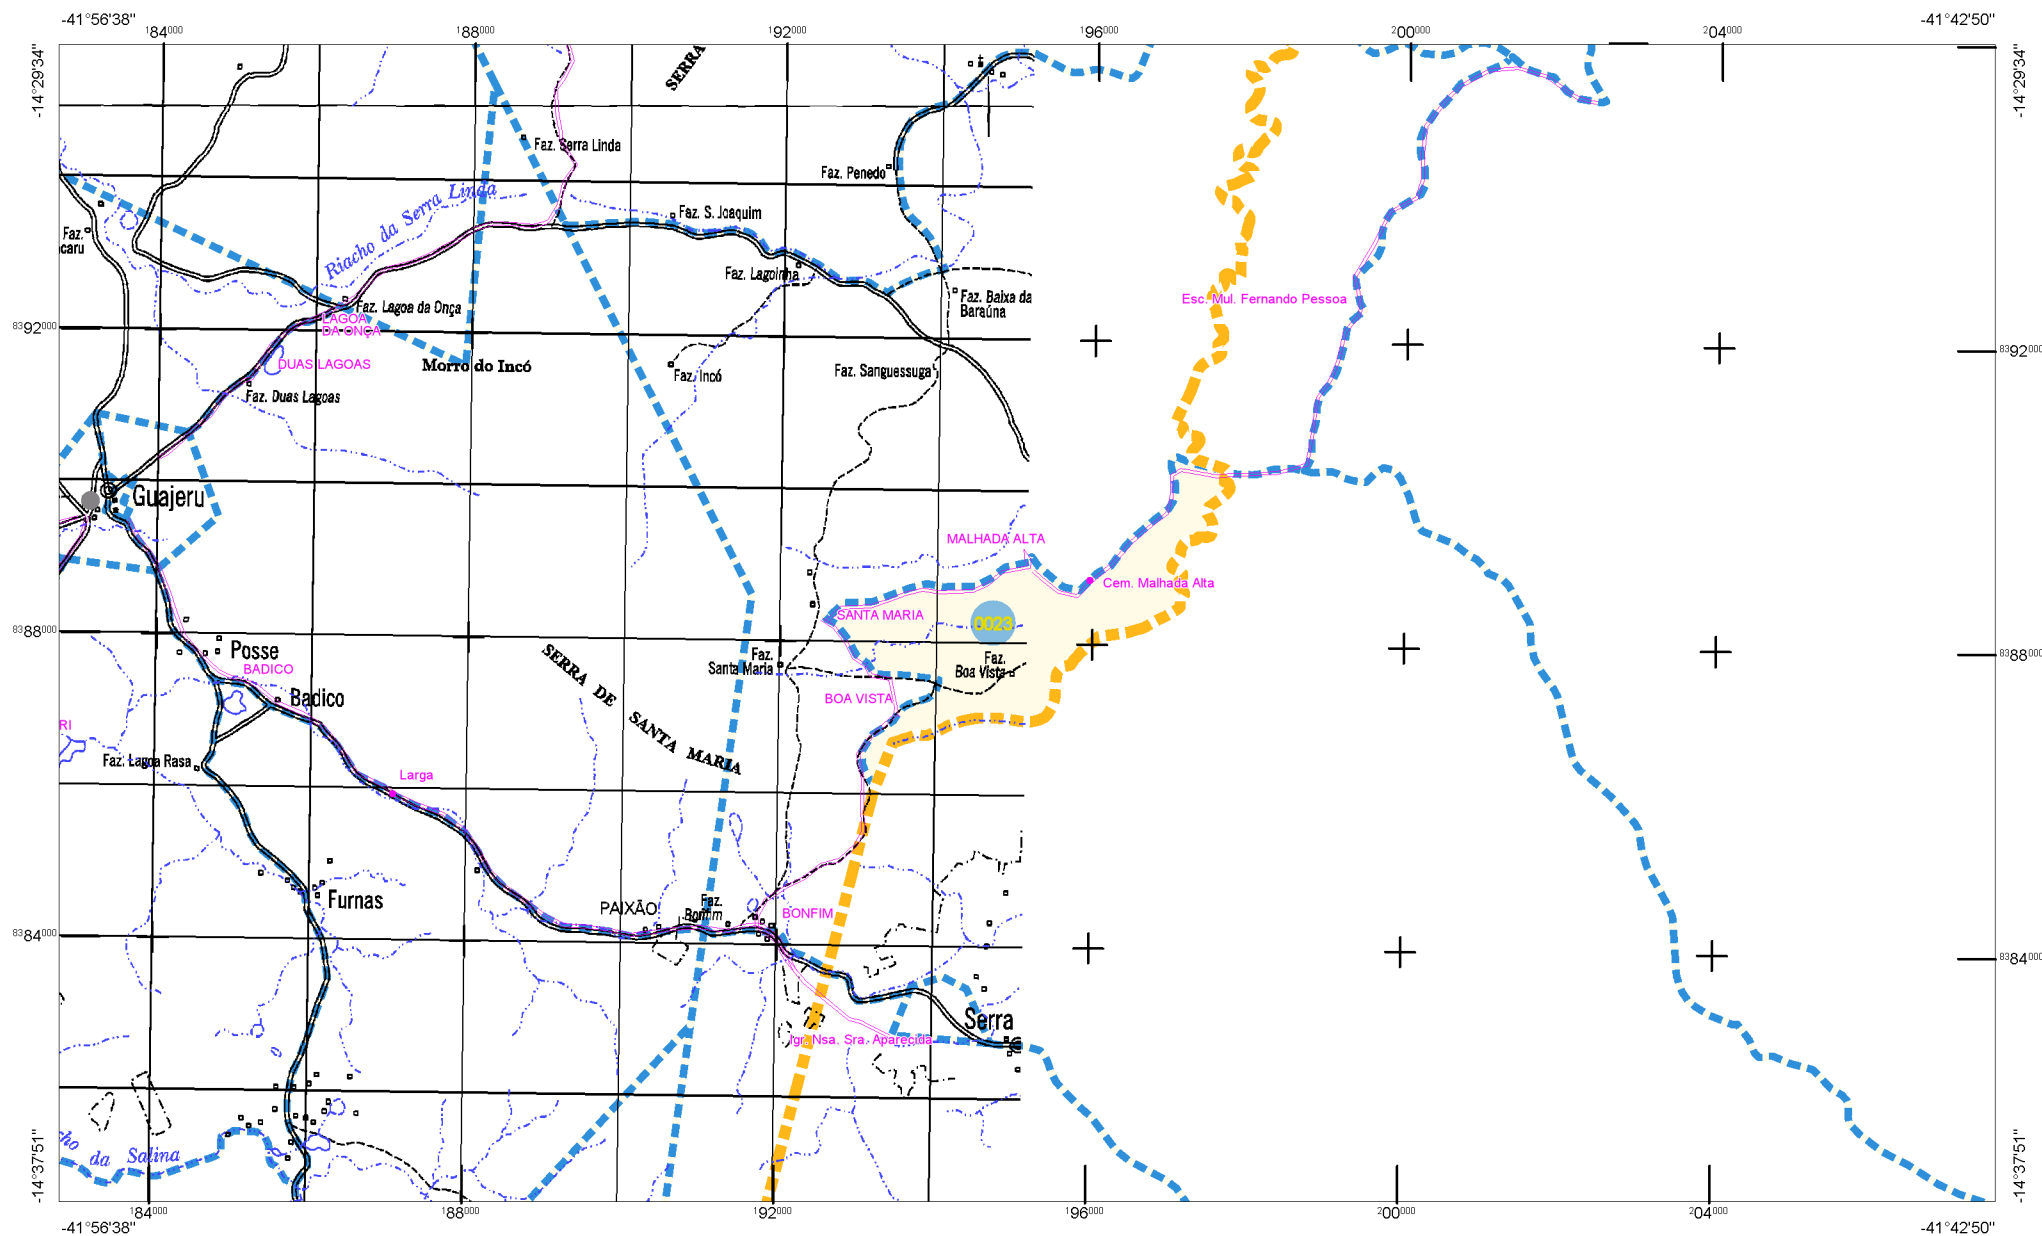 -41°56'38"
-41°42'50"
184000
188000
192000
196000
200000
204000
-14°29'34"
-14°29'34"
SERRA
Faz. Serra Linda
Faz. Penedo
Riacho da Serra Linda
Faz. S. Joaquim
Faz.
caru
Faz. Lagoinha
Faz. Baixa da
Baraúna
Esc. Mul. Fernando Pessoa
Faz. Lagoa da Onça
LAGOA
DA ONÇA
8392000
8392000
DUAS LAGOAS
Morro do Incó
Faz. Incó
Faz. Sanguessuga
Faz. Duas Lagoas
Guajeru
MALHADA ALTA
Cem. Malhada Alta
SANTA MARIA
0023
8388000
8388000
Posse
BADICO
SERRA DE SANTA MARIA
Faz.
Santa Maria
Faz.
Boa Vista
Badico
BOA VISTA
RI
Faz. Lagoa Rasa
Larga
Furnas
PAIXÃO
Faz.
Bonfim
BONFIM
8384000
8384000
Serra
Igr. Nsa. Sra. Aparecida
cho da Salina
-14°37'51"
-14°37'51"
184000
188000
192000
196000
200000
204000
-41°56'38"
-41°42'50"